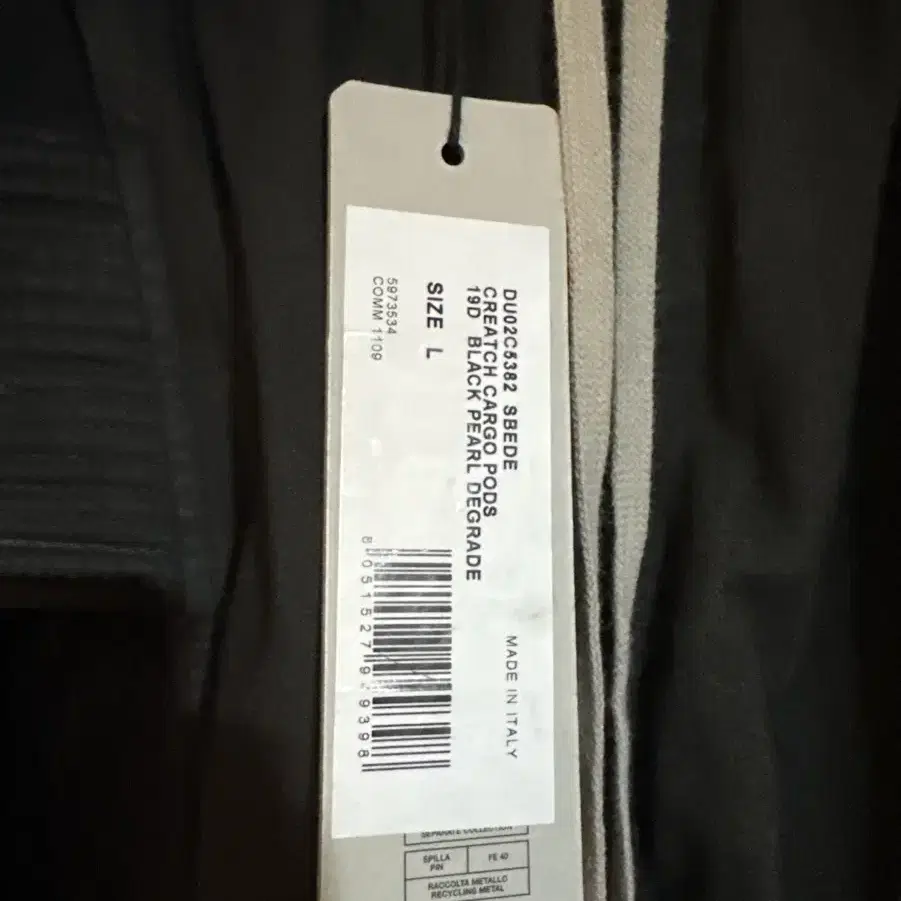 DU02C5382 SBEDE
CREATCH CARGO PODS
19D BLACK PEARL DEGRADE
SIZE L
5973534
COMM 1109
MADE IN ITALY
SEPARATE COLLECTION
SPILLA
PIN
FE 40
RACCOLTA METALLO
RECYCLING METAL